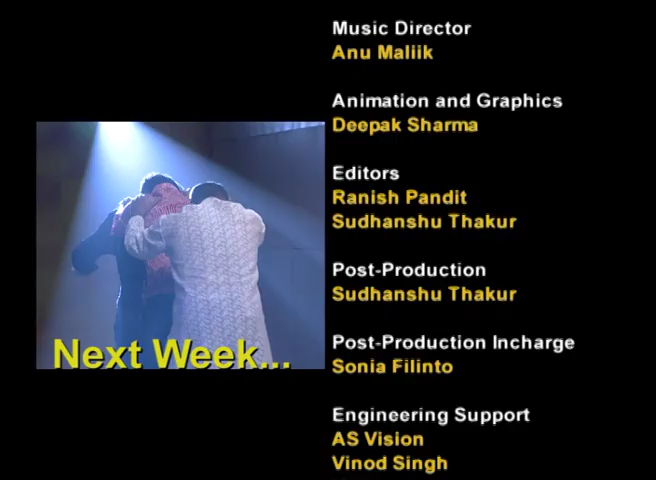 Music Director
Anu Maliik
Animation and Graphics
Deepak Sharma
Editors
Ranish Pandit
Sudhanshu Thakur
Post-Production
Sudhanshu Thakur
Post-Production Incharge
Sonia Filinto
Engineering Support
AS Vision
Vinod Singh
Next Week...